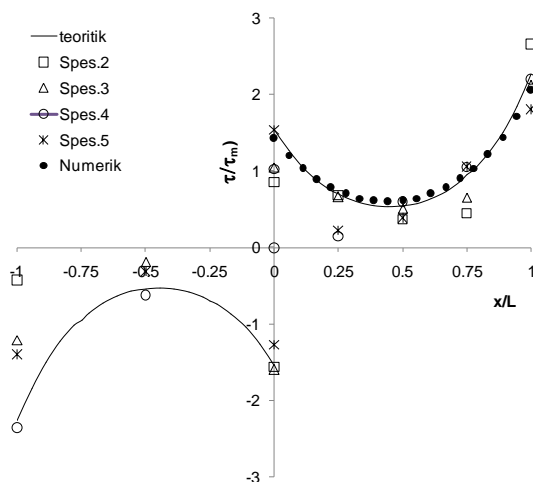 teoritik
Spes.2
Spes.3
Spes.4
Spes.5
Numerik
τ/τm)
3
2
1
0
-1 -0.75 -0.5 -0.25 0 0.25 0.5 0.75 1
x/L
-1
-2
-3